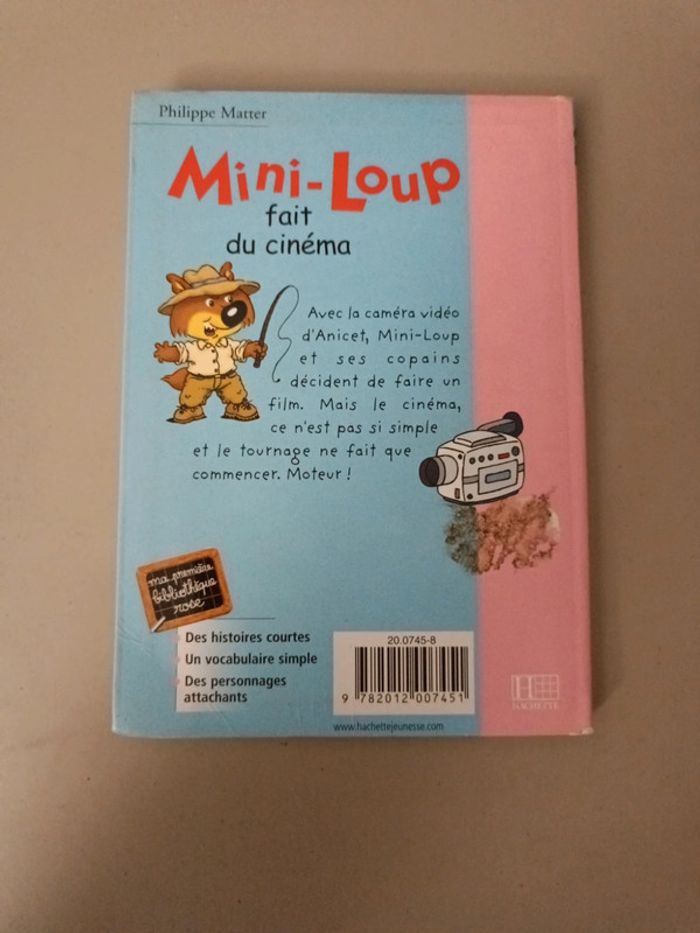 Philippe Matter
Mini-Loup
fait
du cinéma
Avec la caméra vidéo
d'Anicet, Mini-Loup
et ses copains
décident de faire un
film. Mais le cinéma,
ce n'est pas si simple
et le tournage ne fait que
commencer. Moteur !
ma première
bibliothèque
rose
Des histoires courtes
Un vocabulaire simple
Des personnages
attachants
20.0745-8
9 782012 007451
www.hachettejeunesse.com
H
HACHETTE